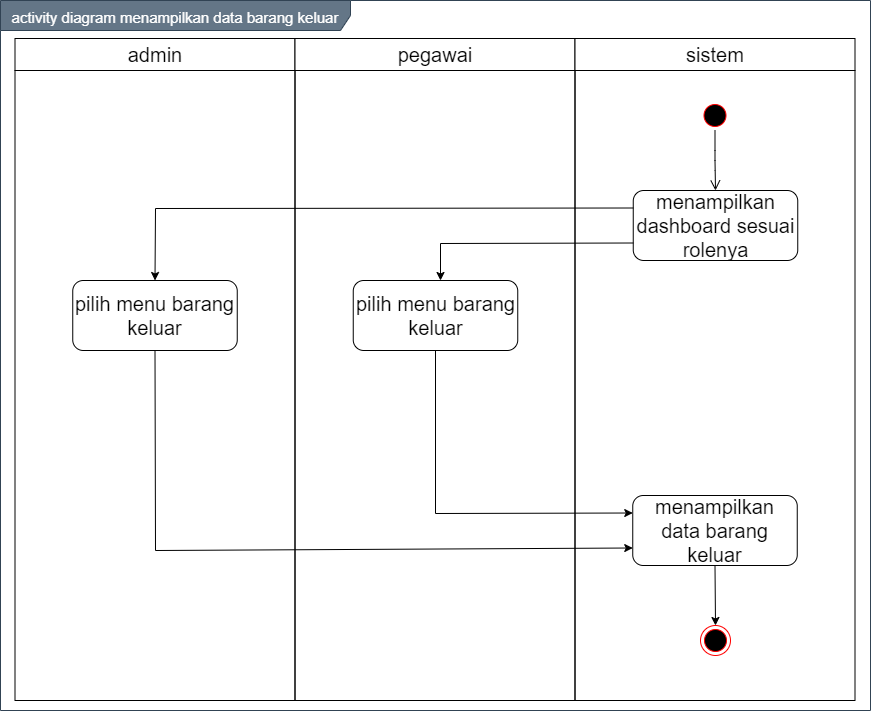 activity diagram menampilkan data barang keluar
admin
pegawai
sistem
menampilkan
dashboard sesuai
rolenya
pilih menu barang
keluar
pilih menu barang
keluar
menampilkan
data barang
keluar